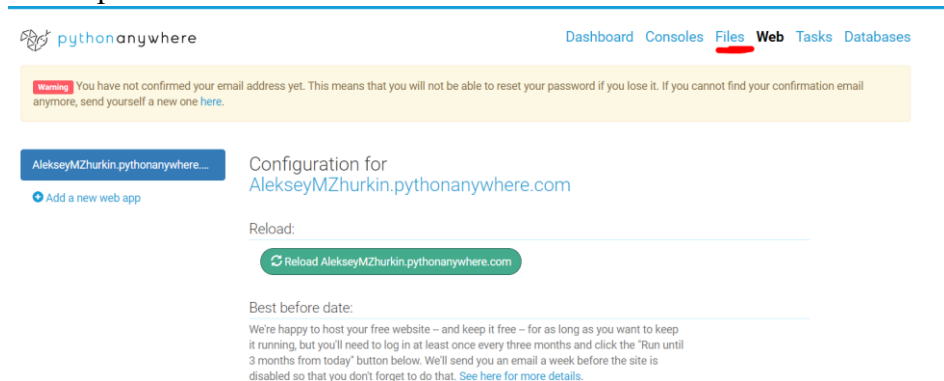 pythonanywhere
Dashboard Consoles Files Web Tasks Databases
Warning You have not confirmed your email address yet. This means that you will not be able to reset your password if you lose it. If you cannot find your confirmation email
anymore, send yourself a new one here.
AlekseyMZhurkin.pythonanywhere....
Add a new web app
Configuration for
AlekseyMZhurkin.pythonanywhere.com
Reload:
Reload AlekseyMZhurkin.pythonanywhere.com
Best before date:
We're happy to host your free website – and keep it free – for as long as you want to keep
it running, but you'll need to log in at least once every three months and click the "Run until
3 months from today" button below. We'll send you an email a week before the site is
disabled so that you don't forget to do that. See here for more details.